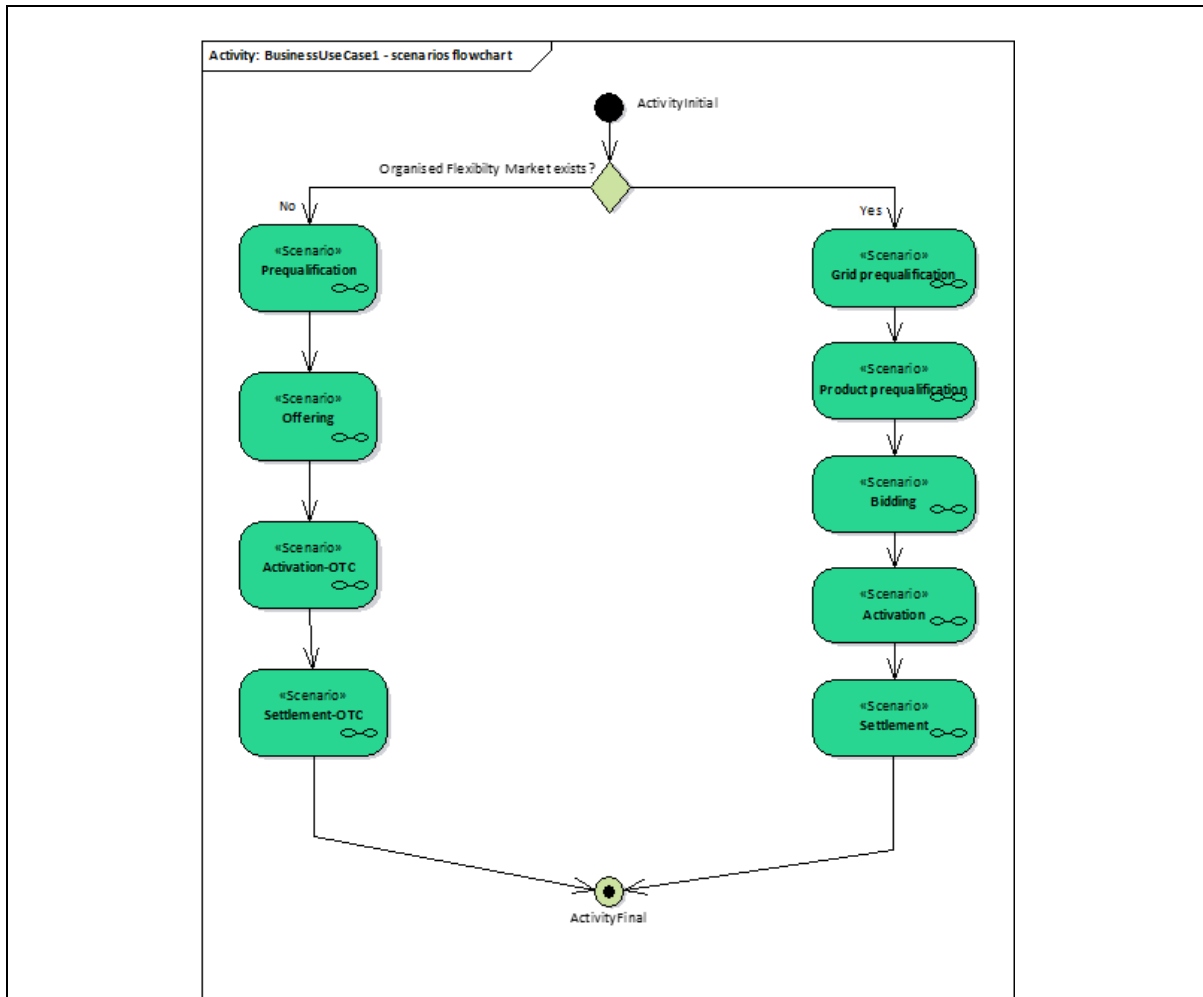 Activity: BusinessUseCase1 - scenarios flowchart
ActivityInitial
Organised Flexibilty Market exists?
No
Yes
«Scenario»
Prequalification
«Scenario»
Offering
«Scenario»
Activation-OTC
«Scenario»
Settlement-OTC
«Scenario»
Grid prequalification
«Scenario»
Product prequalification
«Scenario»
Bidding
«Scenario»
Activation
«Scenario»
Settlement
ActivityFinal